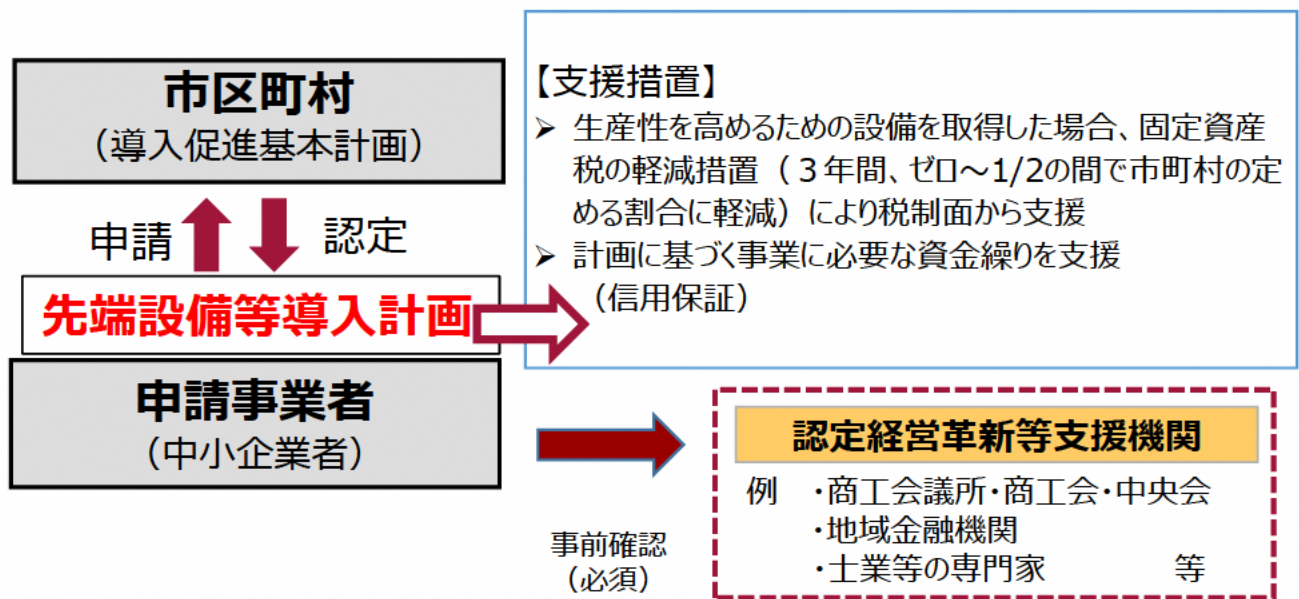 市区町村
（導入促進基本計画）
申請
認定
先端設備等導入計画
申請事業者
（中小企業者）
【支援措置】
➢ 生産性を高めるための設備を取得した場合、固定資産
税の軽減措置（３年間、ゼロ～1/2の間で市町村の定
める割合に軽減）により税制面から支援
➢ 計画に基づく事業に必要な資金繰りを支援
（信用保証）
事前確認
（必須）
認定経営革新等支援機関
例　・商工会議所・商工会・中央会
・地域金融機関
・士業等の専門家　　　等